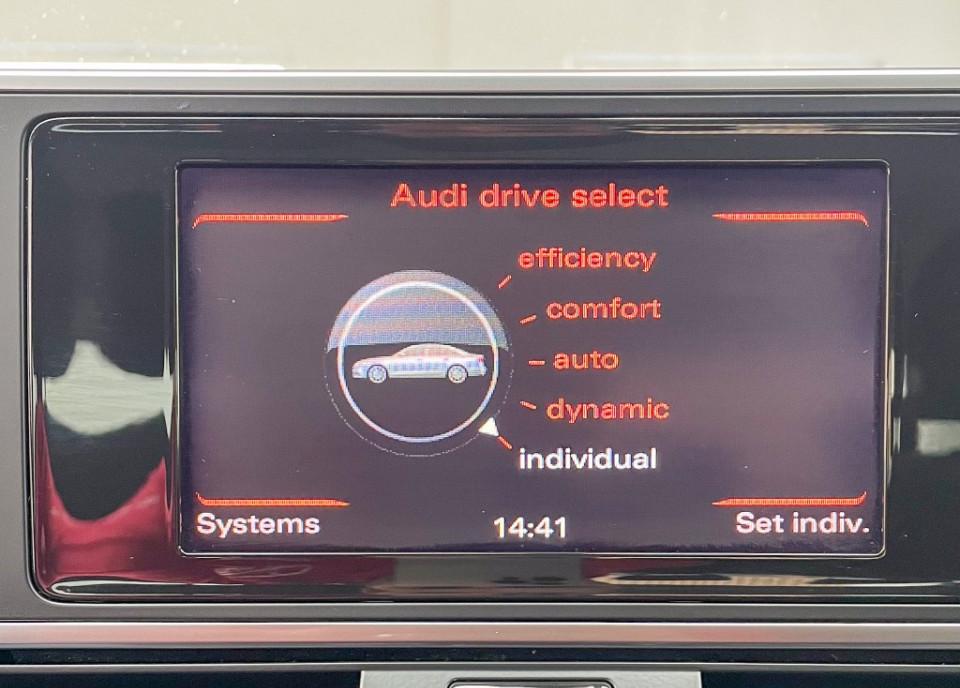 Audi drive select
efficiency
comfort
auto
dynamic
individual
Systems
14:41
Set indiv.